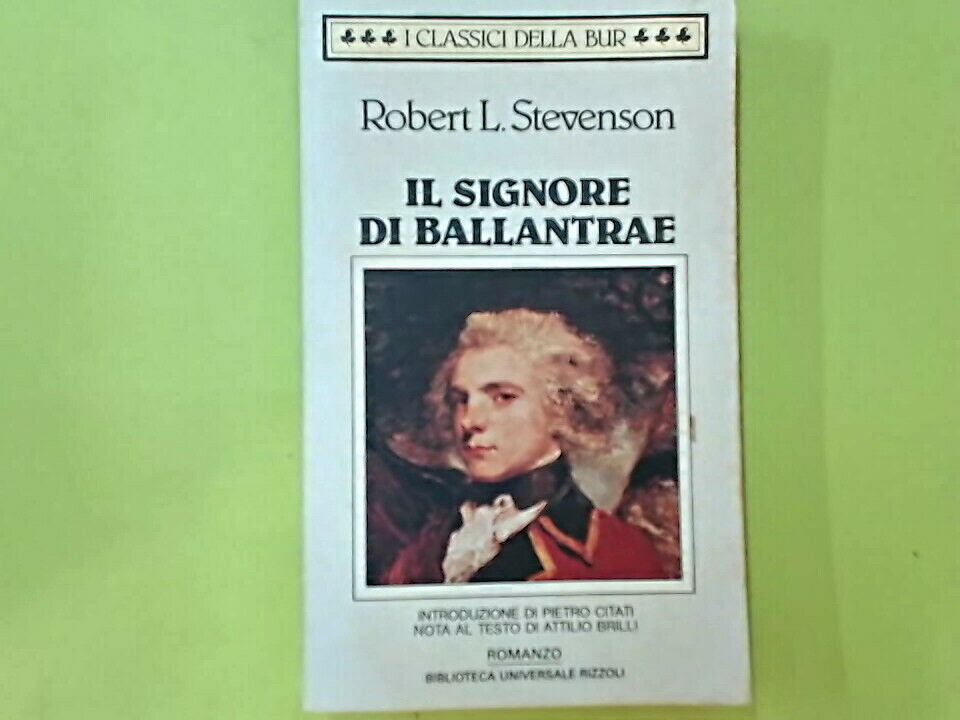 I CLASSICI DELLA BUR
Robert L. Stevenson
IL SIGNORE
DI BALLANTRAE
INTRODUZIONE DI PIETRO CITATI
NOTA AL TESTO DI ATTILIO BRILLI
ROMANZO
BIBLIOTECA UNIVERSALE RIZZOLI